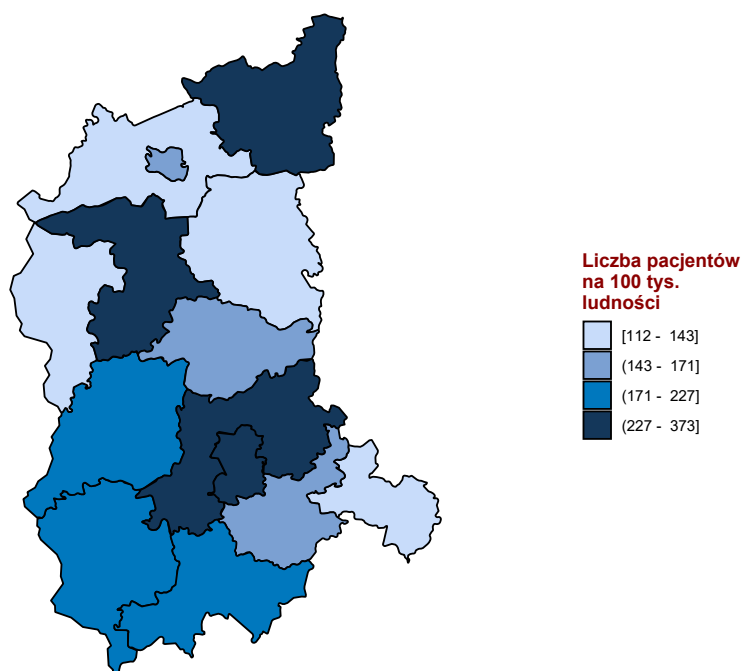 Liczba pacjentów
na 100 tys.
ludności
[112 - 143]
(143 - 171]
(171 - 227]
(227 - 373]